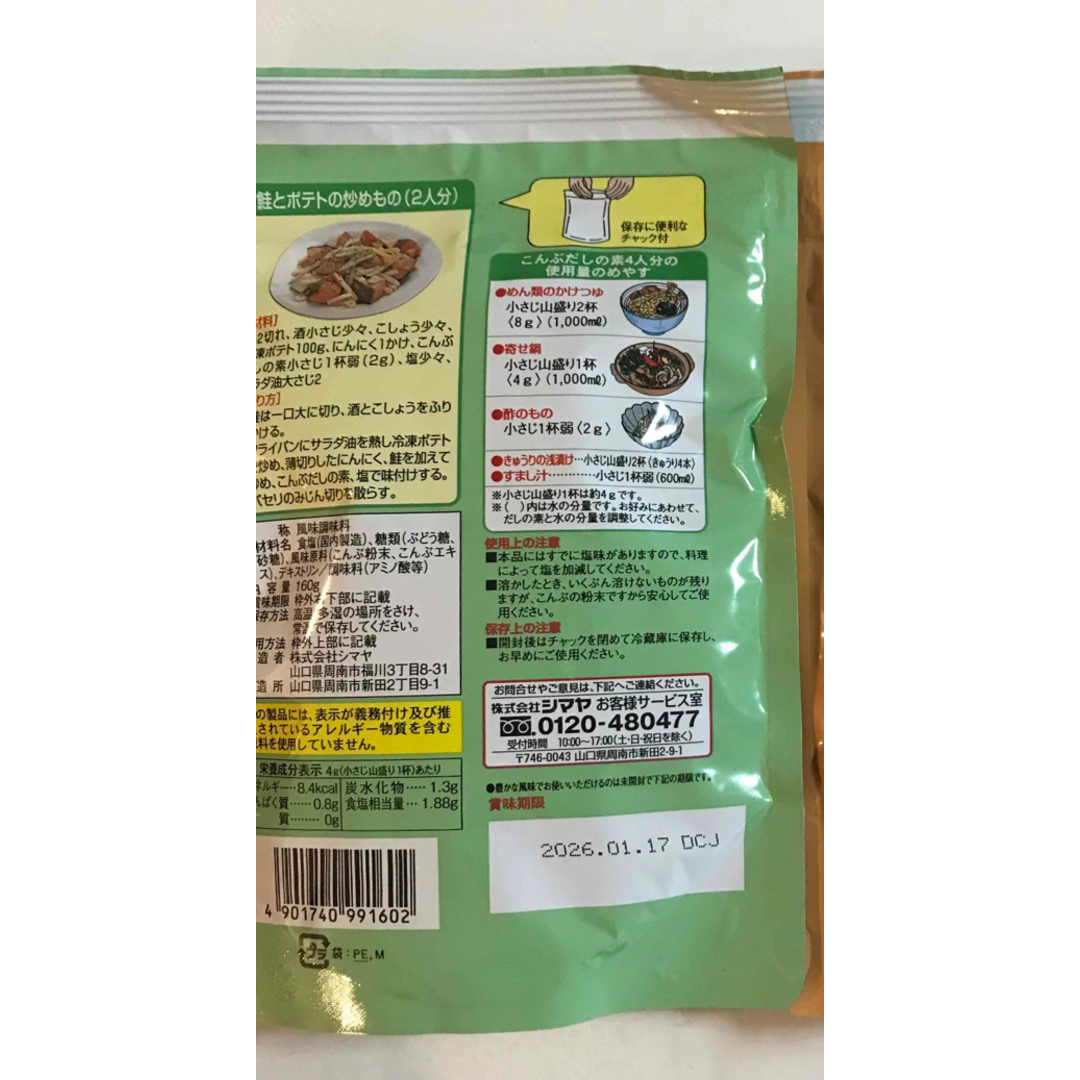 鮭とポテトの炒めもの(2人分)
材料]
2切れ、酒小さじ少々、こしょう少々、
凍ポテト100g、にんにく1かけ、こんぶ
しの素小さじ1杯弱(2g)、塩少々、
ラダ油大さじ2
り方]
鮭は一口大に切り、酒とこしょうをふり
かける。
ライパンにサラダ油を熱し冷凍ポテト
炒め、薄切りしたにんにく、鮭を加えて
め、こんぶだしの素、塩で味付けする。
パセリのみじん切りを散らす。
称 風味調味料
材料名 食塩(国内製造)、糖類(ぶどう糖、
砂糖)、風味原料(こんぶ粉末、こんぶエキ
ス)、デキストリン/調味料(アミノ酸等)
容量 160g
賞味期限 枠外右下部に記載
保存方法 高温多湿の場所をさけ、
常温で保存してください。
用方法 枠外上部に記載
造者 株式会社シマヤ
山口県周南市福川3丁目8-31
造所 山口県周南市新田2丁目9-1
の製品には、表示が義務付け及び推
されているアレルギー物質を含む
料を使用していません。
栄養成分表示 4g(小さじ山盛り1杯)あたり
ネルギー…8.4kcal 炭水化物……1.3g
んぱく質……0.8g 食塩相当量…1.88g
質………0g
4 901740 991602
プラ 袋:PE,M
保存に便利な
チャック付
こんぶだしの素4人分の
使用量のめやす
●めん類のかけつゆ
小さじ山盛り2杯
〈8g〉(1,000mℓ)
●寄せ鍋
小さじ山盛り1杯
〈4g〉(1,000mℓ)
●酢のもの
小さじ1杯弱〈2g〉
●きゅうりの浅漬け…小さじ山盛り2杯(きゅうり4本)
●すまし汁…………小さじ1杯弱(600mℓ)
※小さじ山盛り1杯は約4gです。
※( )内は水の分量です。お好みにあわせて、
だしの素と水の分量を調整してください。
使用上の注意
■本品にはすでに塩味がありますので、料理
によって塩を加減してください。
■溶かしたとき、いくぶん溶けないものが残り
ますが、こんぶの粉末ですから安心してご使
用ください。
保存上の注意
■開封後はチャックを閉めて冷蔵庫に保存し、
お早めにご使用ください。
お問合せやご意見は、下記へご連絡ください。
株式会社シマヤ お客様サービス室
0120-480477
受付時間 10:00〜17:00(土・日・祝日を除く)
〒746-0043 山口県周南市新田2-9-1
●豊かな風味でお使いいただけるのは未開封で下記の期限です。
賞味期限
2026.01.17 DCJ